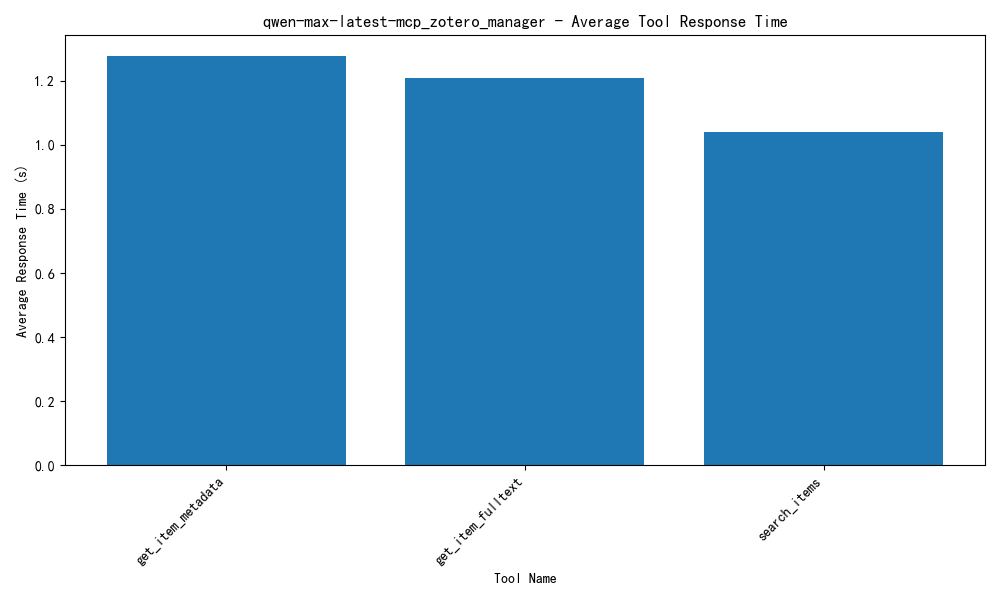 qwen-max-latest-mcp_zotero_manager - Average Tool Response Time
Average Response Time (s)
1.2
1.0
0.8
0.6
0.4
0.2
0.0
get_item_metadata
get_item_fulltext
search_items
Tool Name